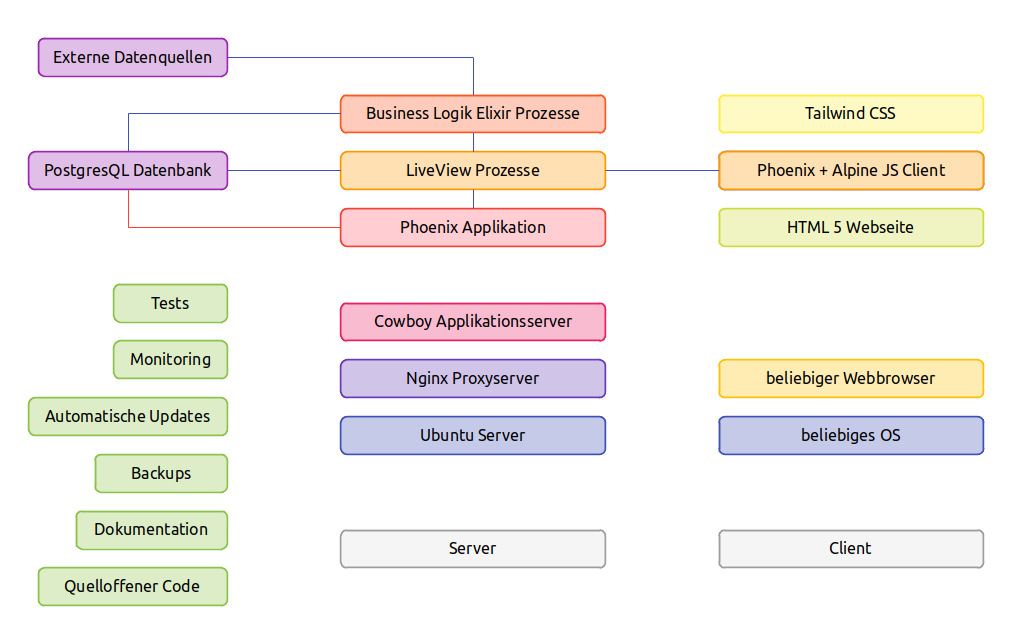 Externe Datenquellen
Business Logik Elixir Prozesse
Tailwind CSS
PostgresQL Datenbank
LiveView Prozesse
Phoenix + Alpine JS Client
Phoenix Applikation
HTML 5 Webseite
Tests
Cowboy Applikationsserver
Monitoring
Nginx Proxyserver
beliebiger Webbrowser
Automatische Updates
Ubuntu Server
beliebiges OS
Backups
Dokumentation
Server
Client
Quelloffener Code